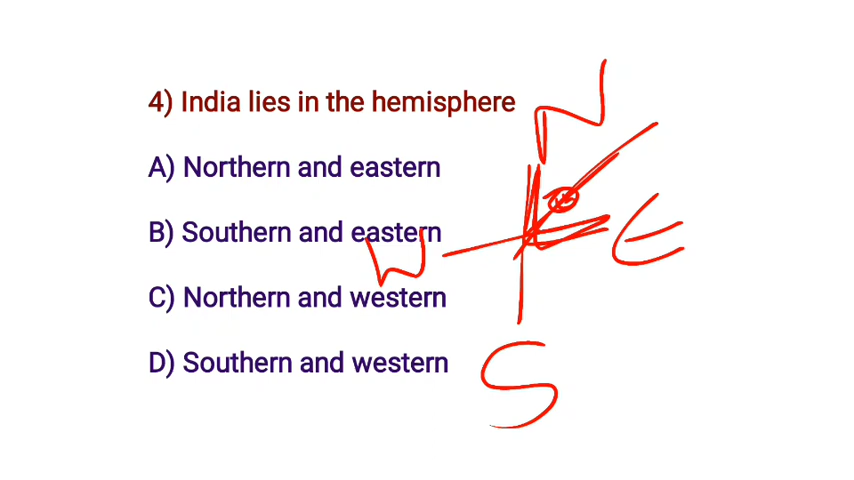 4) India lies in the hemisphere
N
A) Northern and eastern
B) Southern and eastern
E
W
C) Northern and western
D) Southern and western
S